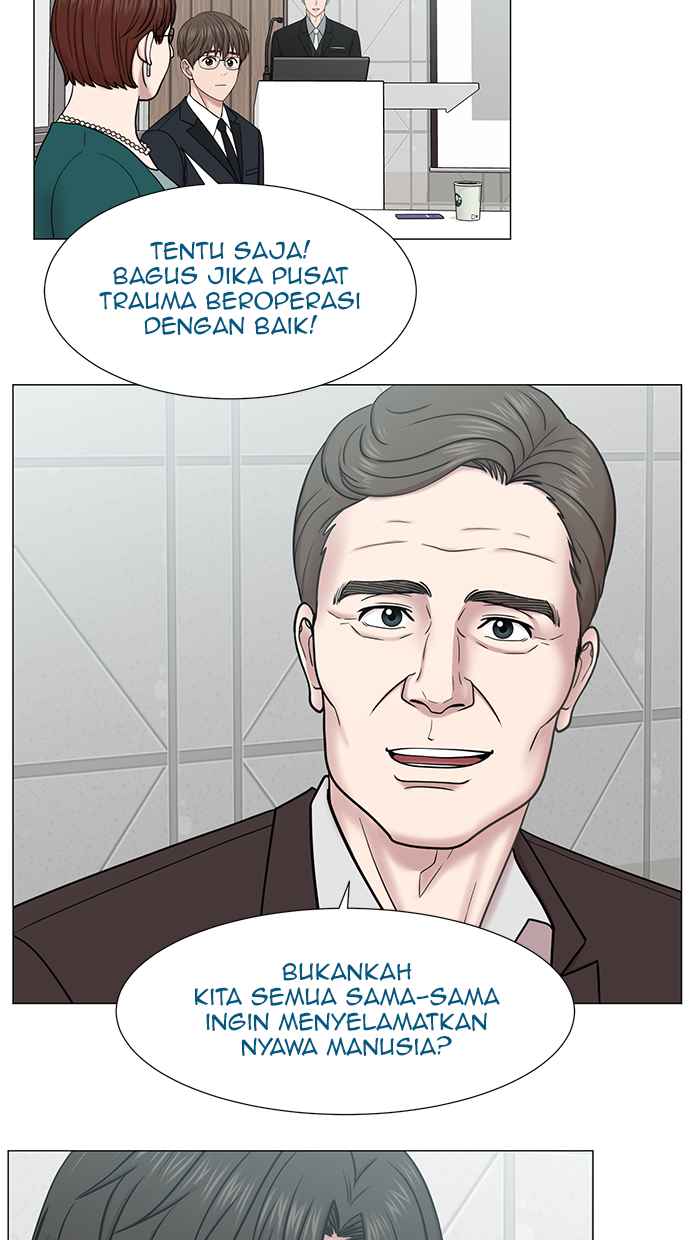 TENTU SAJA!
BAGUS JIKA PUSAT
TRAUMA BEROPERASI
DENGAN BAIK!
BUKANKAH
KITA SEMUA SAMA-SAMA
INGIN MENYELAMATKAN
NYAWA MANUSIA?